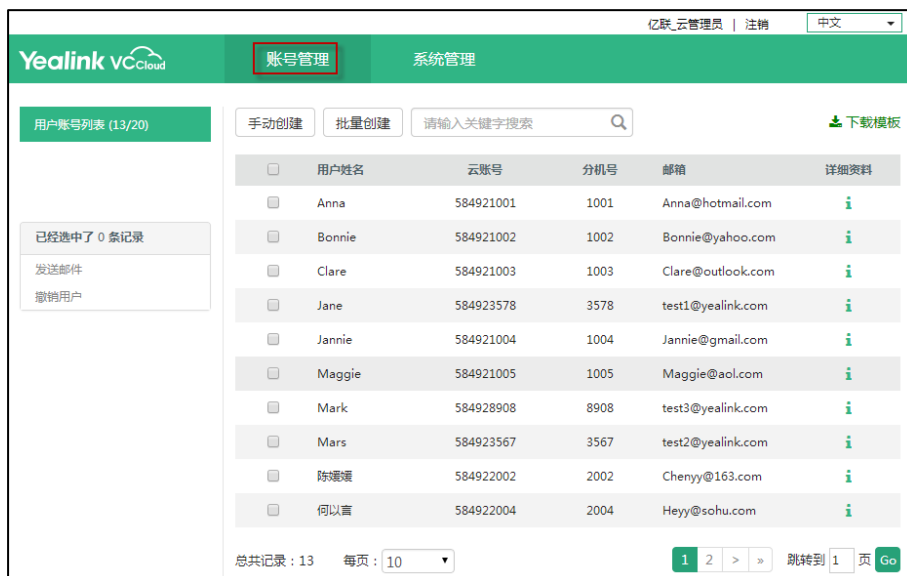 亿联_云管理员 | 注销 中文
Yealink VCCloud 账号管理 系统管理
用户账号列表 (13/20)
手动创建 批量创建 请输入关键字搜索 下载模板
用户姓名 云账号 分机号 邮箱 详细资料
Anna 584921001 1001 Anna@hotmail.com
已经选中了 0 条记录
发送邮件
撤销用户
Bonnie 584921002 1002 Bonnie@yahoo.com
Clare 584921003 1003 Clare@outlook.com
Jane 584923578 3578 test1@yealink.com
Jannie 584921004 1004 Jannie@gmail.com
Maggie 584921005 1005 Maggie@aol.com
Mark 584928908 8908 test3@yealink.com
Mars 584923567 3567 test2@yealink.com
陈媛媛 584922002 2002 Chenyy@163.com
何以言 584922004 2004 Heyy@sohu.com
总共记录：13 每页：10 1 2 > » 跳转到 1 页 Go